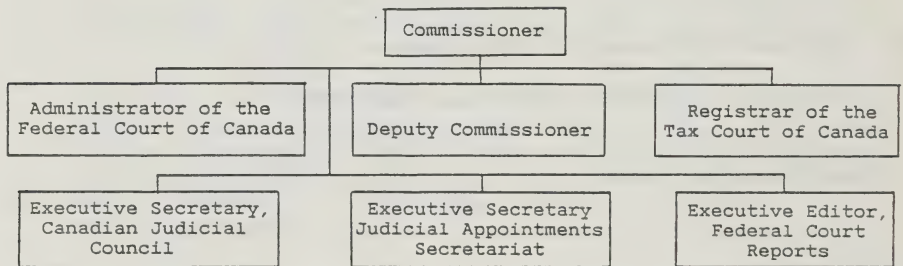 Commissioner
Administrator of the
Federal Court of Canada
Deputy Commissioner
Registrar of the
Tax Court of Canada
Executive Secretary,
Canadian Judicial
Council
Executive Secretary
Judicial Appointments
Secretariat
Executive Editor,
Federal Court
Reports